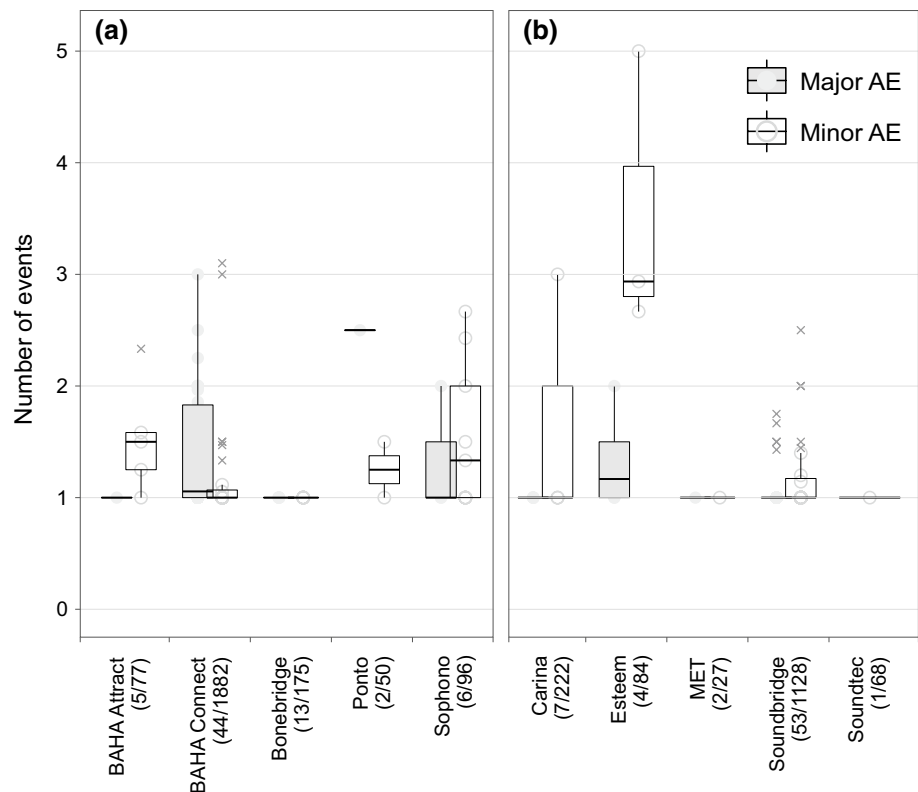 (a)
(b)
Major AE
Minor AE
Number of events
5
4
3
2
1
0
BAHA Attract
(5/77)
BAHA Connect
(44/1882)
Bonebridge
(13/175)
Ponto
(2/50)
Sophono
(6/96)
Carina
(7/222)
Esteem
(4/84)
MET
(2/27)
Soundbridge
(53/1128)
Soundtec
(1/68)